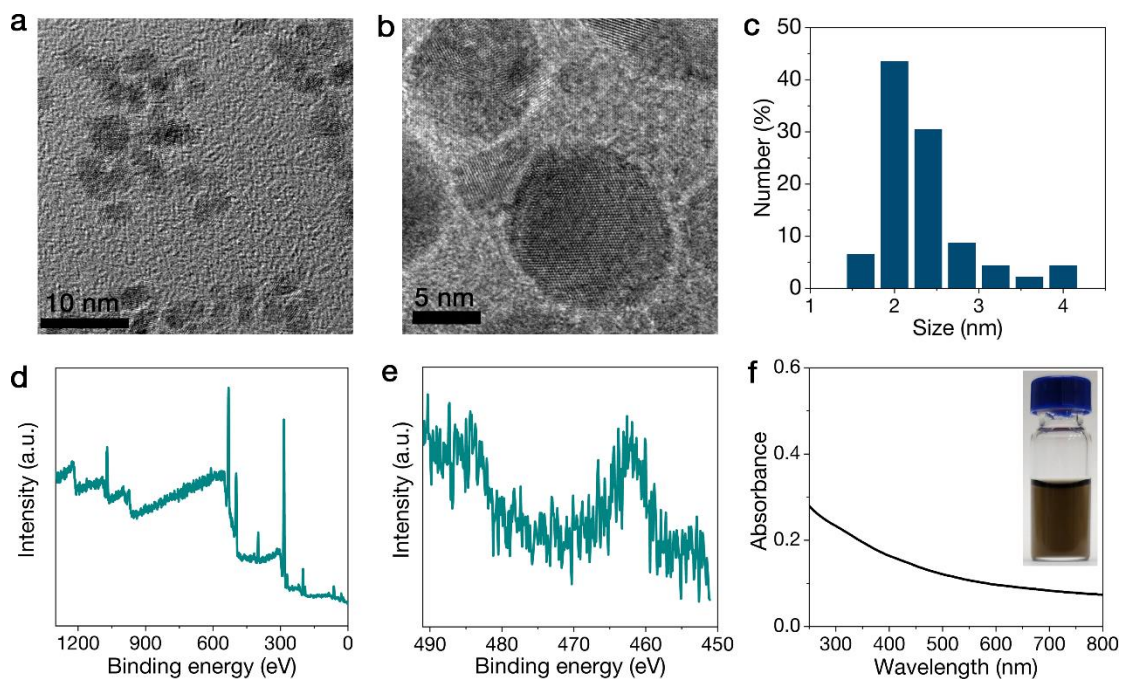 a
10 nm
b
5 nm
c
50
40
30
20
10
0
Number (%)
1 2 3 4
Size (nm)
d
Intensity (a.u.)
1200 900 600 300 0
Binding energy (eV)
e
Intensity (a.u.)
490 480 470 460 450
Binding energy (eV)
f
0.6
0.4
0.2
0.0
Absorbance
300 400 500 600 700 800
Wavelength (nm)